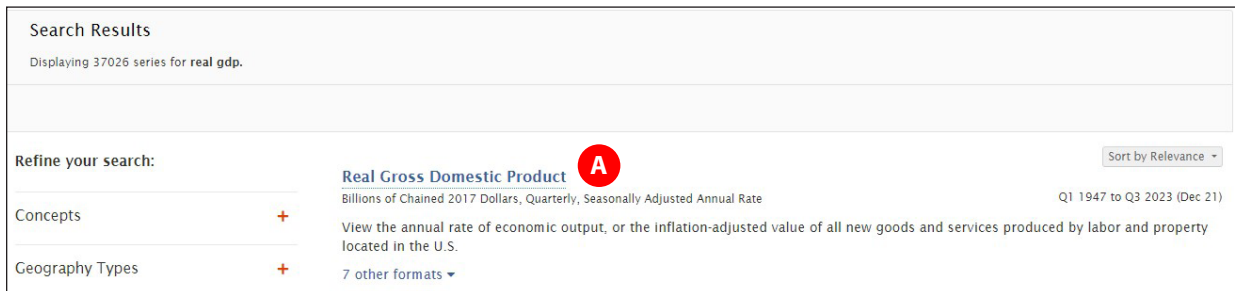 Search Results
Displaying 37026 series for real gdp.
Refine your search:
Sort by Relevance
A
Real Gross Domestic Product
Billions of Chained 2017 Dollars, Quarterly, Seasonally Adjusted Annual Rate
Q1 1947 to Q3 2023 (Dec 21)
Concepts +
View the annual rate of economic output, or the inflation-adjusted value of all new goods and services produced by labor and property
located in the U.S.
Geography Types +
7 other formats